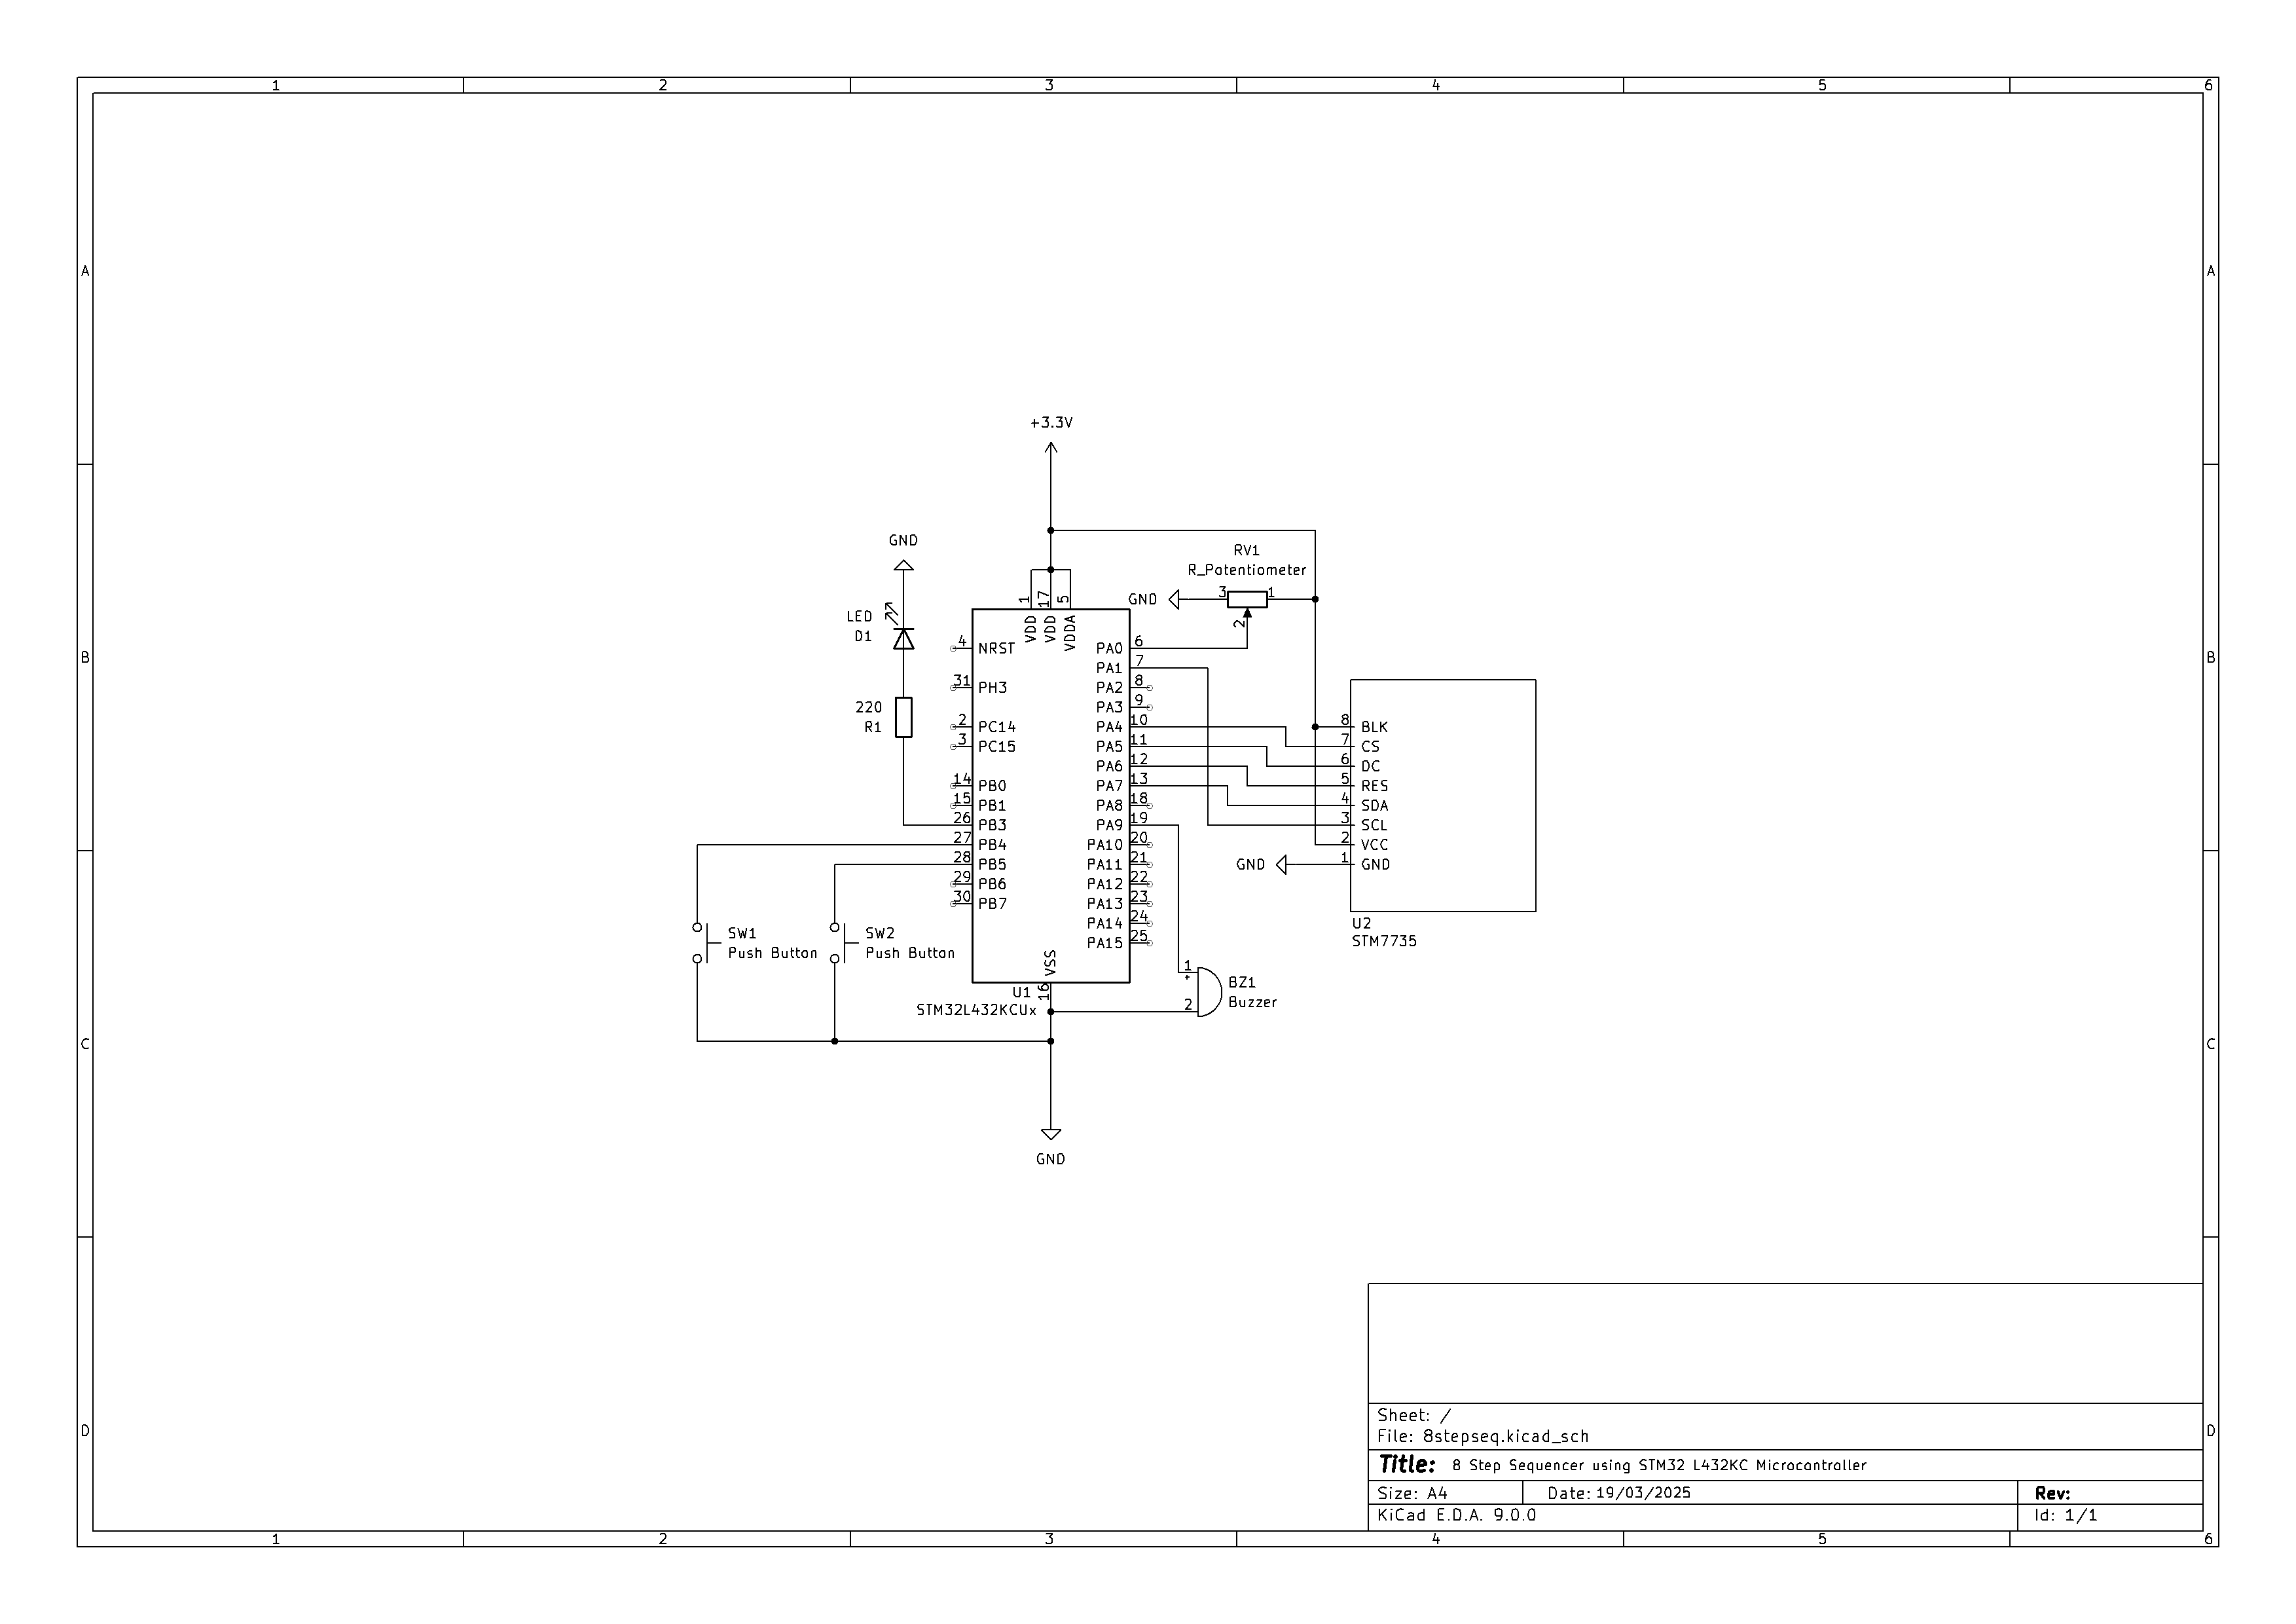 1 2 3 4 5 6
A A
B B
C C
D D
+3.3V
GND
LED
D1
220
R1
RV1
R_Potentiometer
GND
3
1
2
1
17
5
VDD
VDD
VDDA
4 NRST
31 PH3
2 PC14
3 PC15
14 PB0
15 PB1
26 PB3
27 PB4
28 PB5
29 PB6
30 PB7
PA0 6
PA1 7
PA2 8
PA3 9
PA4 10
PA5 11
PA6 12
PA7 13
PA8 18
PA9 19
PA10 20
PA11 21
PA12 22
PA13 23
PA14 24
PA15 25
VSS
16
U1
STM32L432KCUx
8 BLK
7 CS
6 DC
5 RES
4 SDA
3 SCL
2 VCC
GND 1 GND
U2
STM7735
SW1
Push Button
SW2
Push Button
1
+
2
BZ1
Buzzer
GND
Sheet: /
File: 8stepseq.kicad_sch
Title: 8 Step Sequencer using STM32 L432KC Microcontroller
Size: A4 Date: 19/03/2025 Rev:
KiCad E.D.A. 9.0.0 Id: 1/1
1 2 3 4 5 6